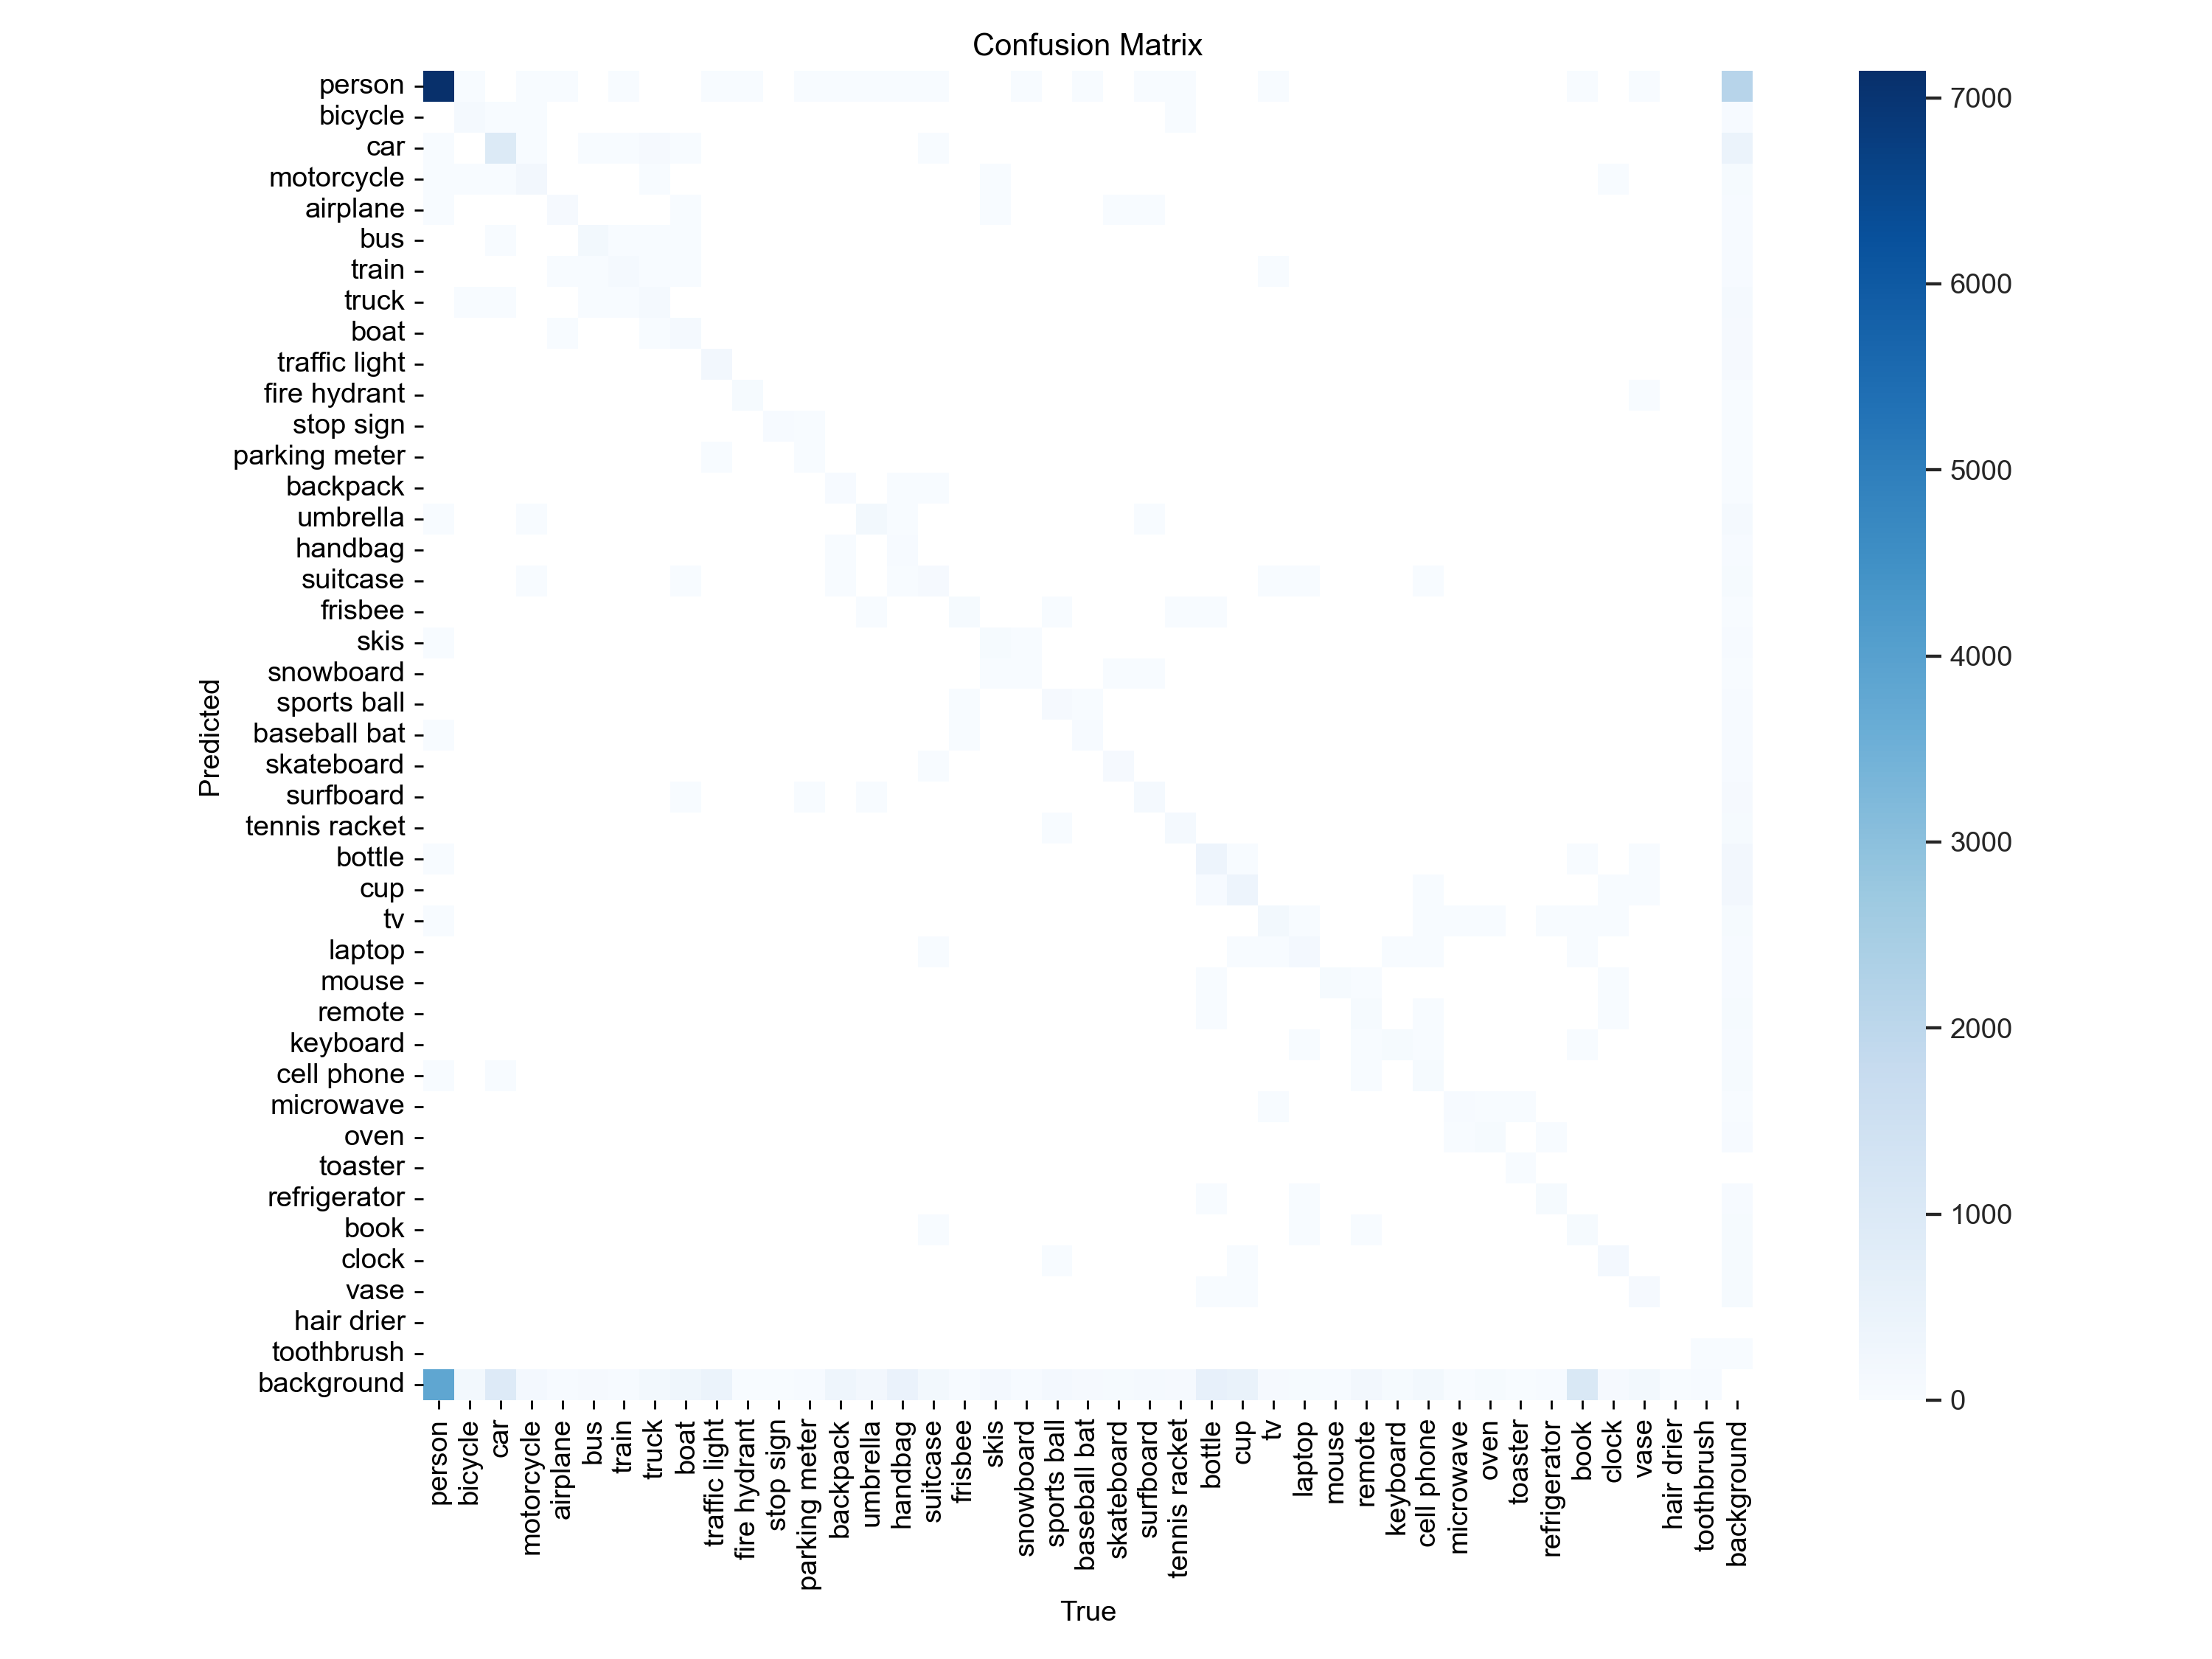 Confusion Matrix
person
bicycle
car
motorcycle
airplane
bus
train
truck
boat
traffic light
fire hydrant
stop sign
parking meter
backpack
umbrella
handbag
suitcase
frisbee
skis
snowboard
sports ball
baseball bat
skateboard
surfboard
tennis racket
bottle
cup
tv
laptop
mouse
remote
keyboard
cell phone
microwave
oven
toaster
refrigerator
book
clock
vase
hair drier
toothbrush
background
Predicted
person
bicycle
car
motorcycle
airplane
bus
train
truck
boat
traffic light
fire hydrant
stop sign
parking meter
backpack
umbrella
handbag
suitcase
frisbee
skis
snowboard
sports ball
baseball bat
skateboard
surfboard
tennis racket
bottle
cup
tv
laptop
mouse
remote
keyboard
cell phone
microwave
oven
toaster
refrigerator
book
clock
vase
hair drier
toothbrush
background
True
7000
6000
5000
4000
3000
2000
1000
0